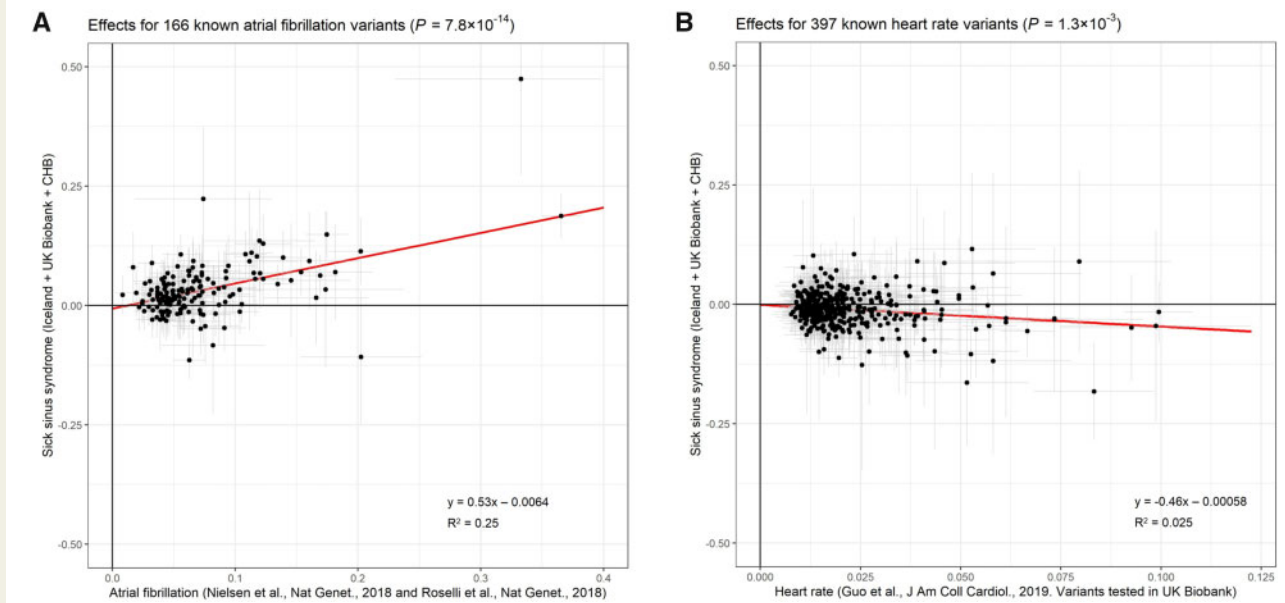 A
Effects for 166 known atrial fibrillation variants (P = 7.8×10⁻¹⁴)
Sick sinus syndrome (Iceland + UK Biobank + CHB)
0.50
0.25
0.00
-0.25
-0.50
y = 0.53x – 0.0064
R² = 0.25
0.0 0.1 0.2 0.3 0.4
Atrial fibrillation (Nielsen et al., Nat Genet., 2018 and Roselli et al., Nat Genet., 2018)
B
Effects for 397 known heart rate variants (P = 1.3×10⁻³)
Sick sinus syndrome (Iceland + UK Biobank + CHB)
0.50
0.25
0.00
-0.25
-0.50
y = -0.46x – 0.00058
R² = 0.025
0.000 0.025 0.050 0.075 0.100 0.125
Heart rate (Guo et al., J Am Coll Cardiol., 2019. Variants tested in UK Biobank)